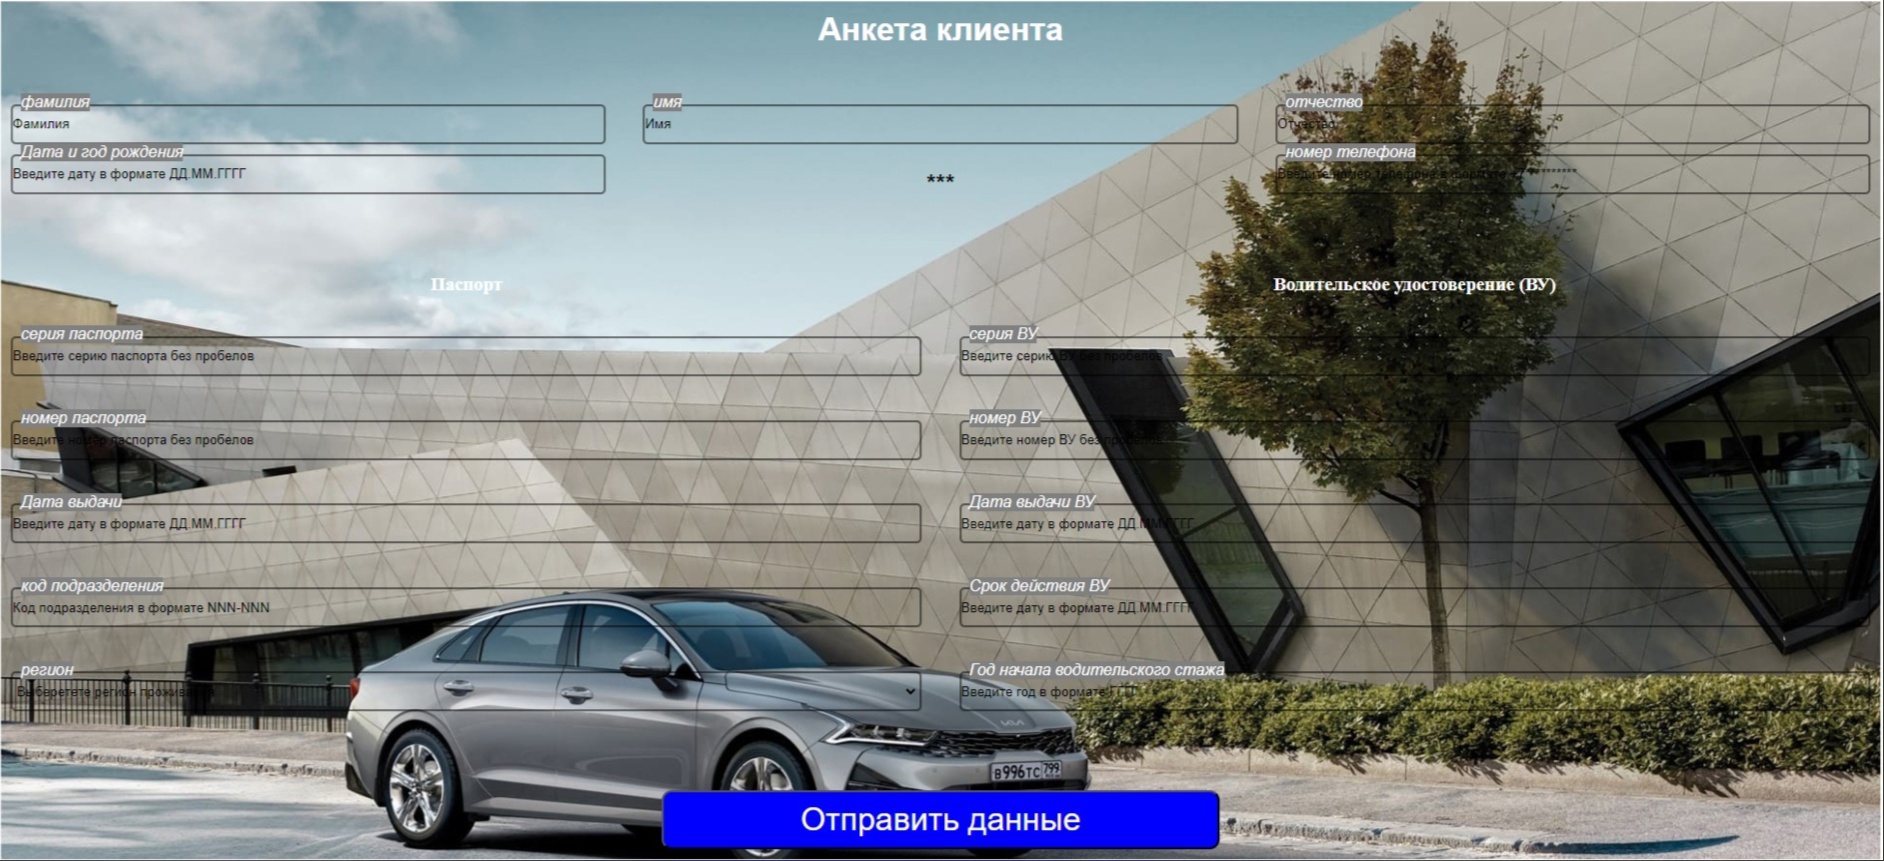 Анкета клиента
фамилия имя отчество
Фамилия Имя Отчество
Дата и год рождения номер телефона
Введите дату в формате ДД.ММ.ГГГГ *** Введите номер телефона в формате
Паспорт Водительское удостоверение (ВУ)
серия паспорта серия ВУ
Введите серию паспорта без пробелов Введите серию ВУ без пробелов
номер паспорта номер ВУ
Введите номер паспорта без пробелов Введите номер ВУ без пробелов
Дата выдачи Дата выдачи ВУ
Введите дату в формате ДД.ММ.ГГГГ Введите дату в формате ДД.ММ.ГГГГ
код подразделения Срок действия ВУ
Код подразделения в формате NNN-NNN Введите дату в формате ДД.ММ.ГГГГ
регион Год начала водительского стажа
Выберетете регион проживания Введите год в формате ГГГГ
KIA
В996ТС 799
Отправить данные